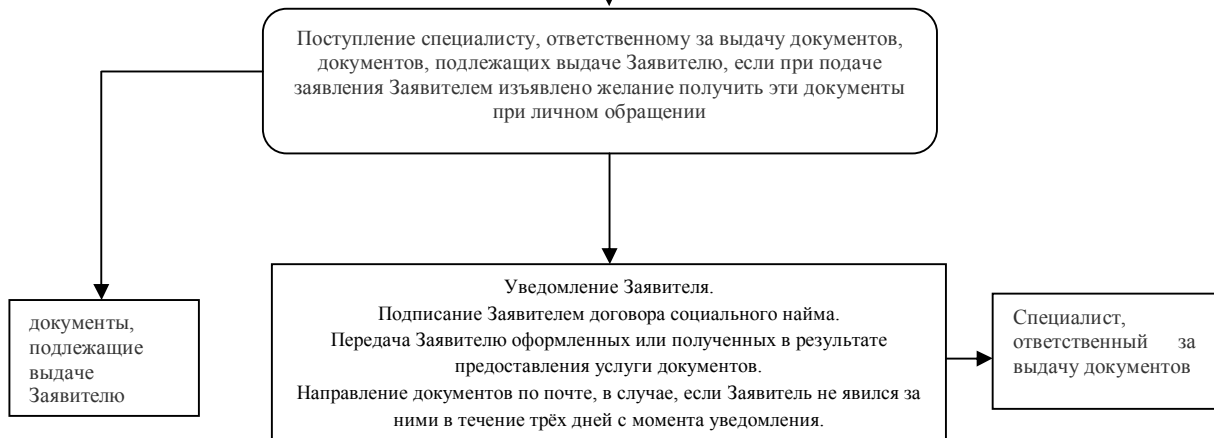 Поступление специалисту, ответственному за выдачу документов,
документов, подлежащих выдаче Заявителю, если при подаче
заявления Заявителем изъявлено желание получить эти документы
при личном обращении
документы,
подлежащие
выдаче
Заявителю
Уведомление Заявителя.
Подписание Заявителем договора социального найма.
Передача Заявителю оформленных или полученных в результате
предоставления услуги документов.
Направление документов по почте, в случае, если Заявитель не явился за
ними в течение трёх дней с момента уведомления.
Специалист,
ответственный за
выдачу документов